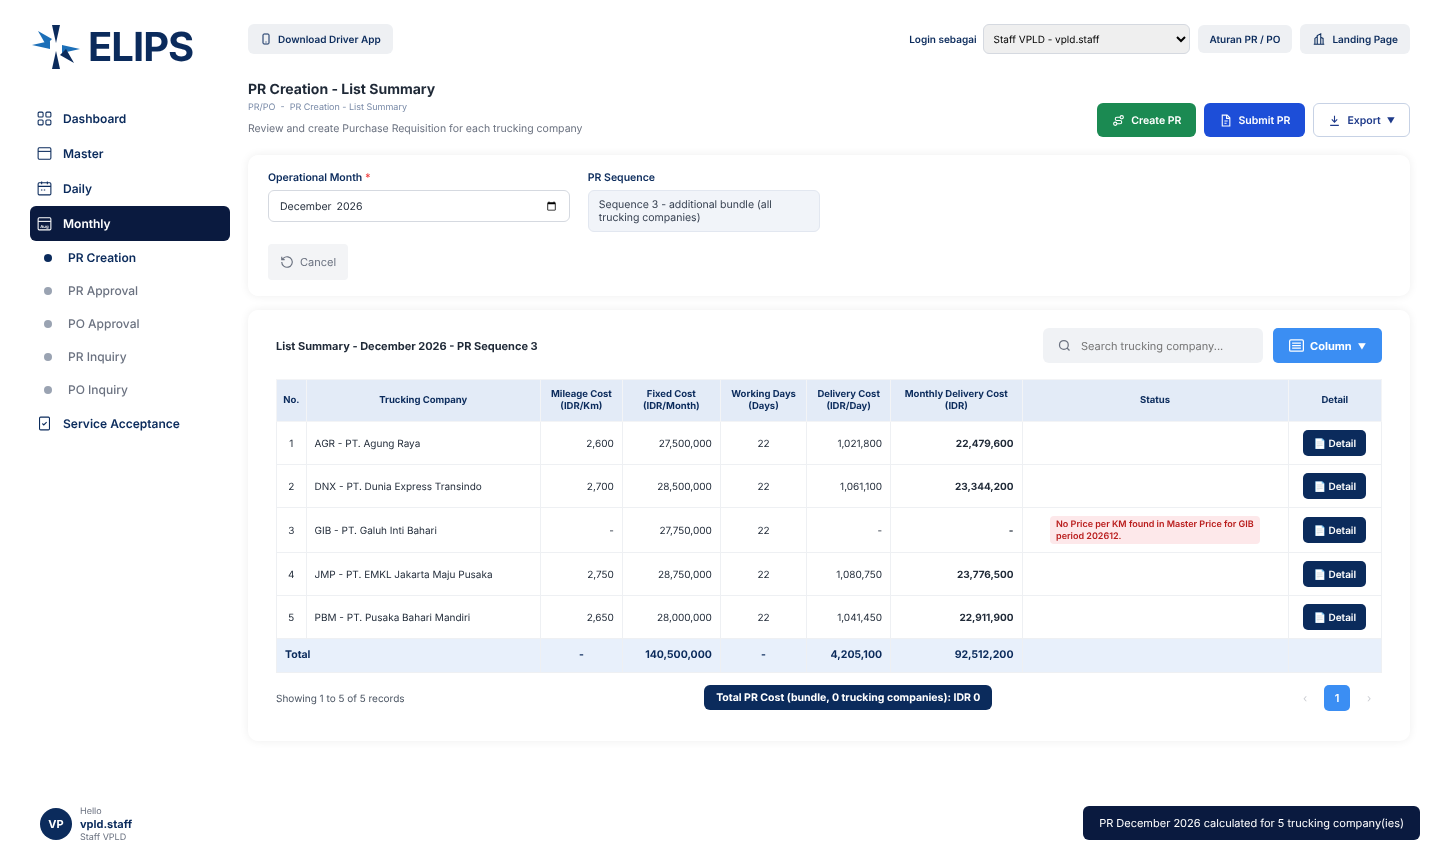 ELIPS
Download Driver App
Login sebagai
Staff VPLD - vpld.staff
Aturan PR / PO
Landing Page
PR Creation - List Summary
PR/PO - PR Creation - List Summary
Review and create Purchase Requisition for each trucking company
Create PR
Submit PR
Export ▼
Dashboard
Master
Daily
Monthly
PR Creation
PR Approval
PO Approval
PR Inquiry
PO Inquiry
Service Acceptance
Operational Month *
December 2026
PR Sequence
Sequence 3 - additional bundle (all
trucking companies)
Cancel
List Summary - December 2026 - PR Sequence 3
Search trucking company...
Column ▼
No. Trucking Company Mileage Cost (IDR/Km) Fixed Cost (IDR/Month) Working Days (Days) Delivery Cost (IDR/Day) Monthly Delivery Cost (IDR) Status Detail
1 AGR - PT. Agung Raya 2,600 27,500,000 22 1,021,800 22,479,600 Detail
2 DNX - PT. Dunia Express Transindo 2,700 28,500,000 22 1,061,100 23,344,200 Detail
3 GIB - PT. Galuh Inti Bahari - 27,750,000 22 - - No Price per KM found in Master Price for GIB period 202612. Detail
4 JMP - PT. EMKL Jakarta Maju Pusaka 2,750 28,750,000 22 1,080,750 23,776,500 Detail
5 PBM - PT. Pusaka Bahari Mandiri 2,650 28,000,000 22 1,041,450 22,911,900 Detail
Total - 140,500,000 - 4,205,100 92,512,200
Showing 1 to 5 of 5 records
Total PR Cost (bundle, 0 trucking companies): IDR 0
‹ 1 ›
VP
Hello
vpld.staff
Staff VPLD
PR December 2026 calculated for 5 trucking company(ies)